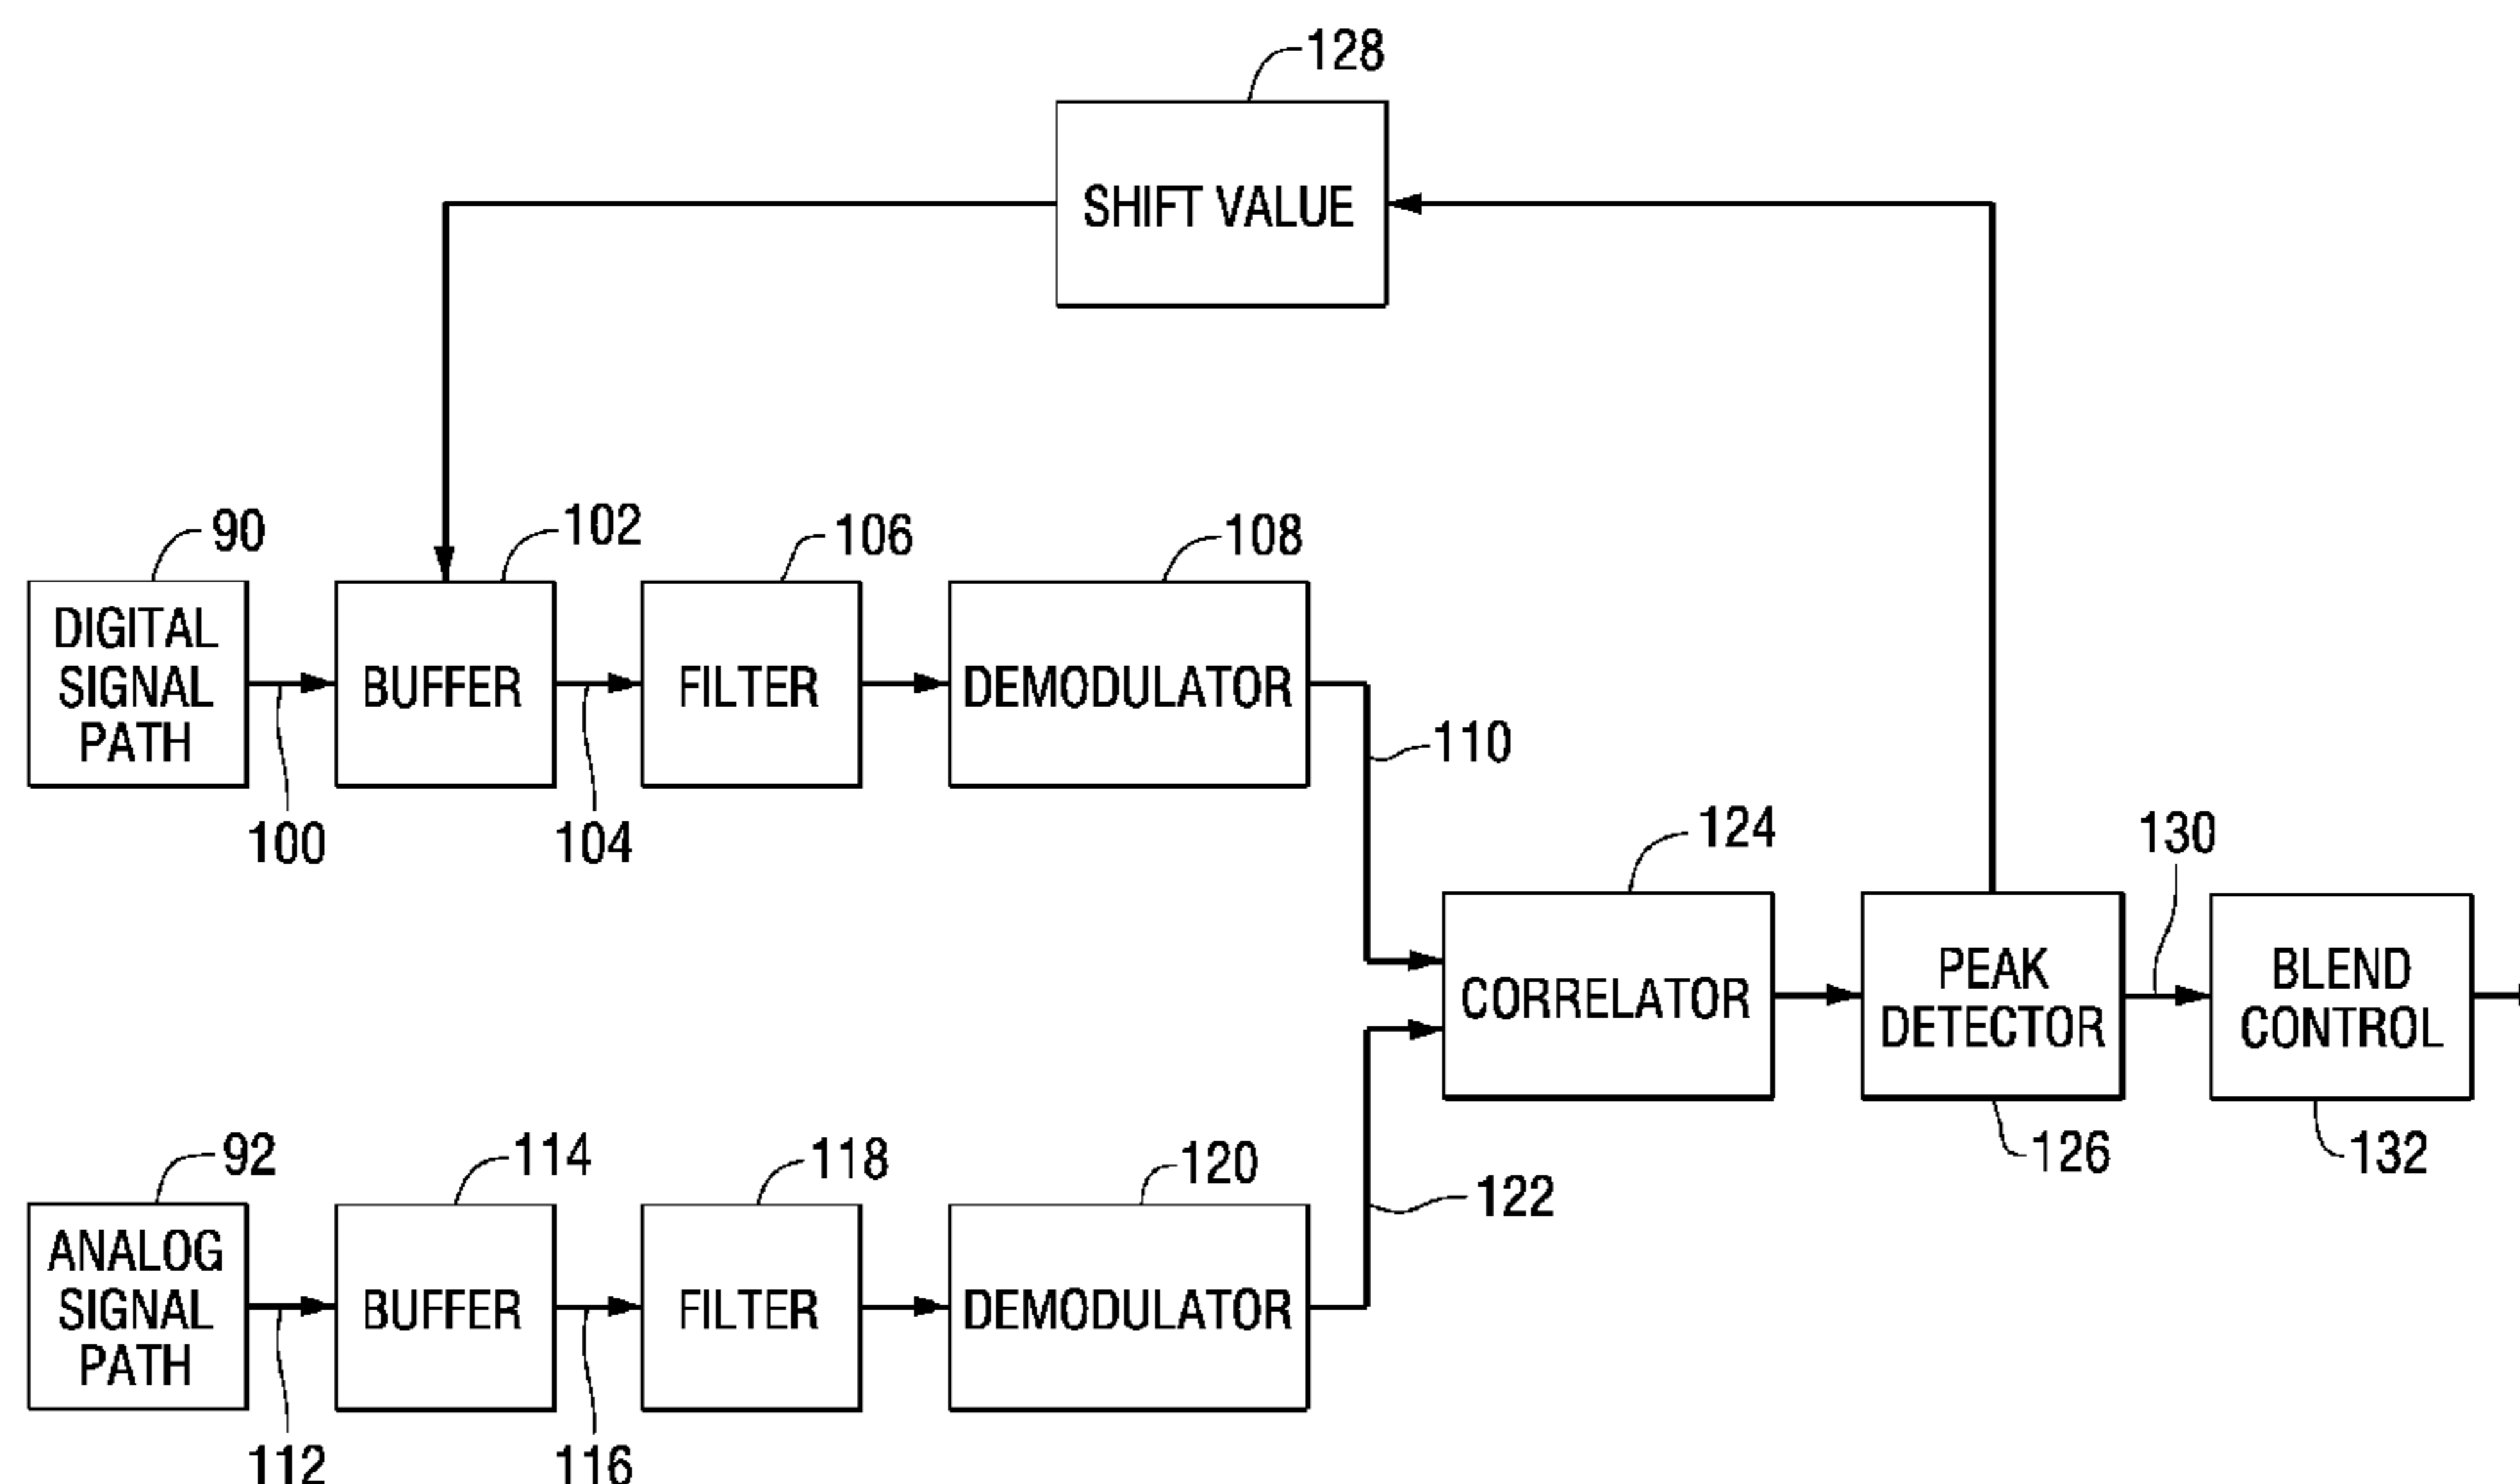 128
SHIFT VALUE
90
102
106
108
DIGITAL
SIGNAL
PATH
BUFFER
FILTER
DEMODULATOR
110
100
104
124
130
CORRELATOR
PEAK
DETECTOR
BLEND
CONTROL
126
132
92
114
118
120
122
ANALOG
SIGNAL
PATH
BUFFER
FILTER
DEMODULATOR
112
116